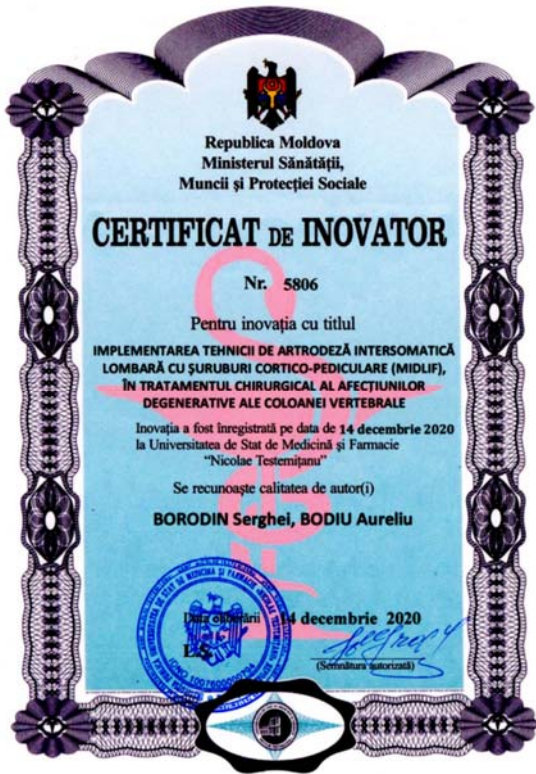 Republica Moldova
Ministerul Sănătății,
Muncii și Protecției Sociale
CERTIFICAT DE INOVATOR
Nr. 5806
Pentru inovația cu titlul
IMPLEMENTAREA TEHNICII DE ARTRODEZĂ INTERSOMATICĂ
LOMBARĂ CU ȘURUBURI CORTICO-PEDICULARE (MIDLIF),
ÎN TRATAMENTUL CHIRURGICAL AL AFECȚIUNILOR
DEGENERATIVE ALE COLOANEI VERTEBRALE
Inovația a fost înregistrată pe data de 14 decembrie 2020
la Universitatea de Stat de Medicină și Farmacie
“Nicolae Testemițanu”
Se recunoaște calitatea de autor(i)
BORODIN Serghei, BODIU Aureliu
Data eliberării 14 decembrie 2020
L.Ș.
(Semnătura autorizată)